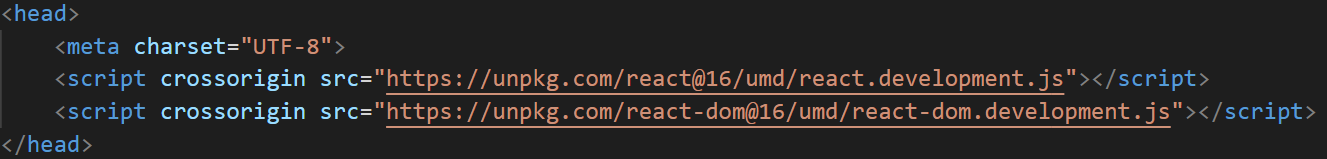 <head>
    <meta charset="UTF-8">
    <script crossorigin src="https://unpkg.com/react@16/umd/react.development.js"></script>
    <script crossorigin src="https://unpkg.com/react-dom@16/umd/react-dom.development.js"></script>
</head>